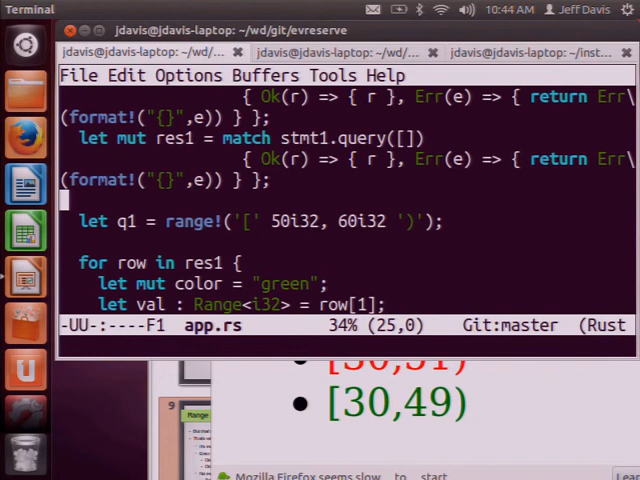 Terminal
10:44 AM
Jeff Davis
jdavis@jdavis-laptop: ~/wd/git/evreserve
jdavis@jdavis-laptop: ~/wd/...
jdavis@jdavis-laptop: ~/wd/...
jdavis@jdavis-laptop: ~/inst...
File Edit Options Buffers Tools Help
{ Ok(r) => { r }, Err(e) => { return Err\
(format!("{}",e)) } };
let mut res1 = match stmt1.query([])
{ Ok(r) => { r }, Err(e) => { return Err\
(format!("{}",e)) } };
let q1 = range!('[' 50i32, 60i32 ')');
for row in res1 {
let mut color = "green";
let val : Range<i32> = row[1];
-UU-:----F1 app.rs 34% (25,0) Git:master (Rust
[30,51)
[30,49)
9
Range
Mozilla Firefox seems slow... to... start.
Lear